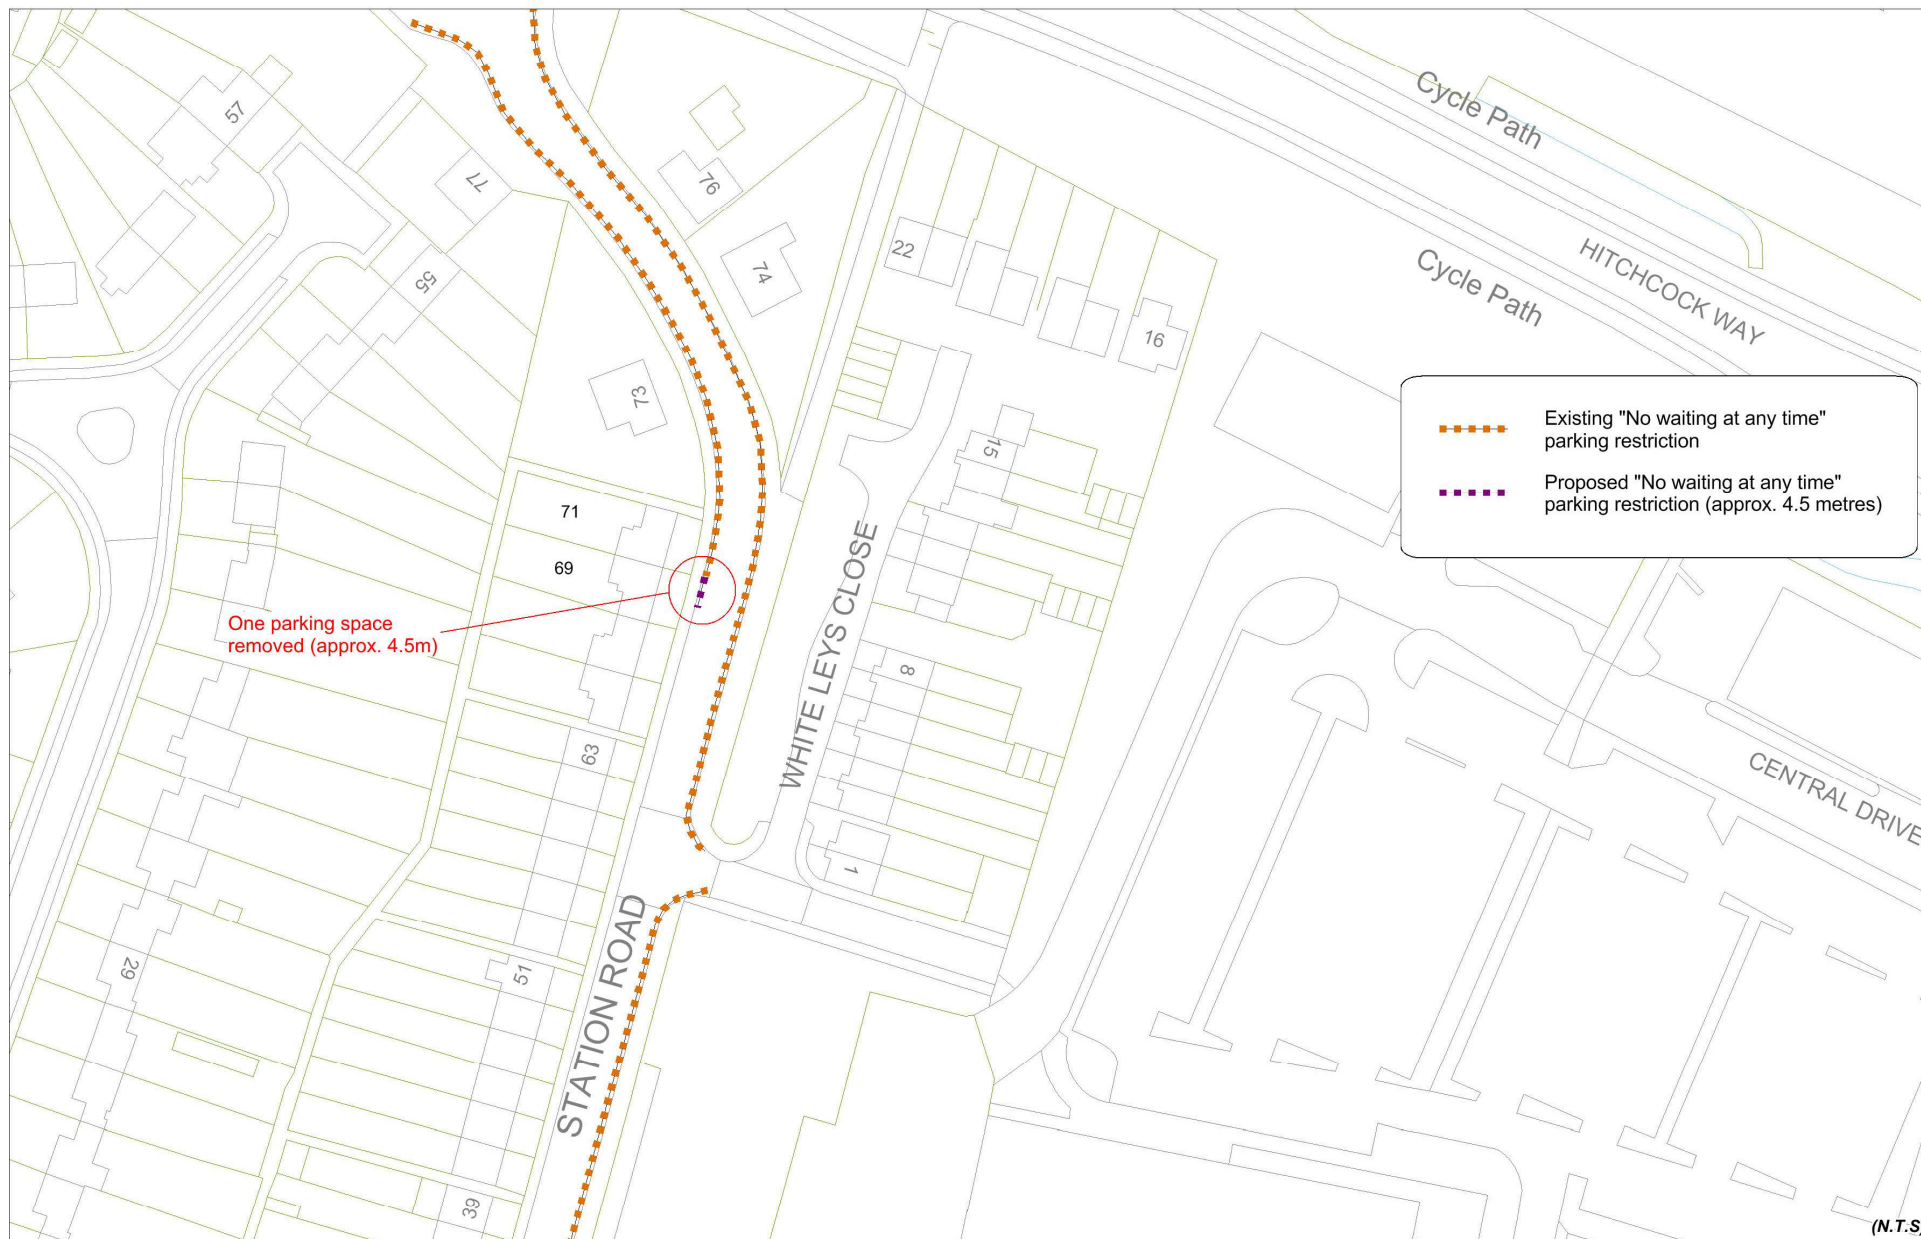 Cycle Path
57
77
76
22
74
HITCHCOCK WAY
Cycle Path
55
16
73
15
Existing "No waiting at any time"
parking restriction
Proposed "No waiting at any time"
parking restriction (approx. 4.5 metres)
71
69
One parking space
removed (approx. 4.5m)
WHITE LEYS CLOSE
8
63
CENTRAL DRIVE
1
STATION ROAD
29
51
39
(N.T.S